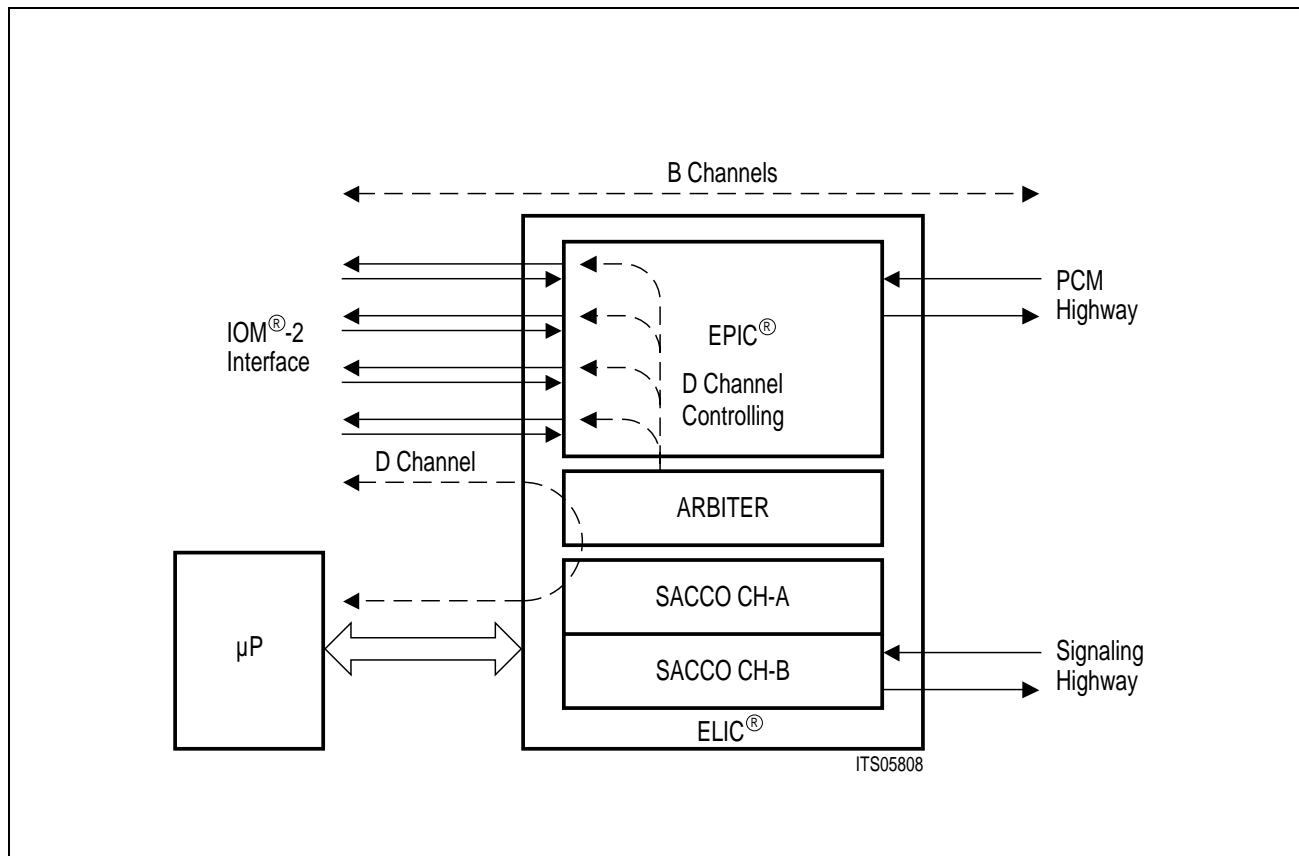 B Channels
IOM®-2
Interface
EPIC®
D Channel
Controlling
PCM
Highway
D Channel
ARBITER
SACCO CH-A
µP
SACCO CH-B
Signaling
Highway
ELIC®
ITS05808